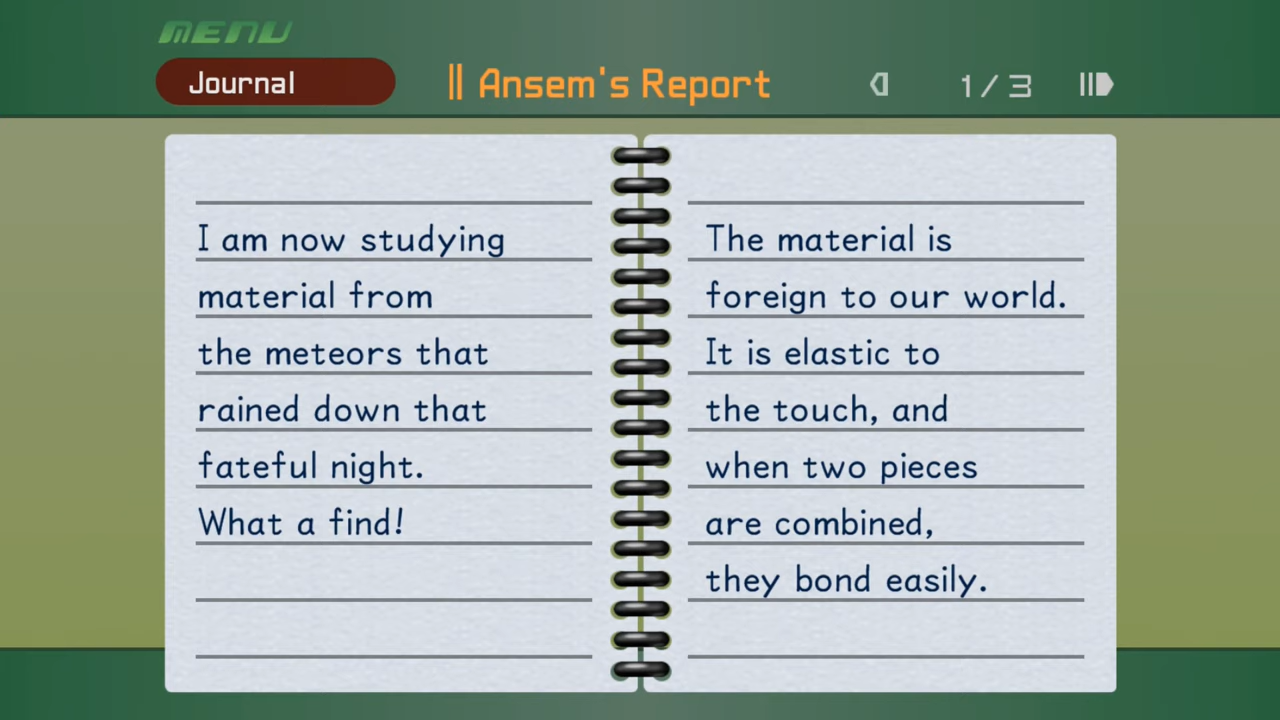 MENU
Journal
Ansem's Report
1/3
I am now studying
material from
the meteors that
rained down that
fateful night.
What a find!
The material is
foreign to our world.
It is elastic to
the touch, and
when two pieces
are combined,
they bond easily.